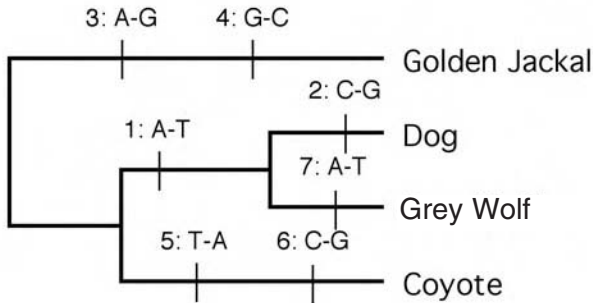 3: A-G
4: G-C
Golden Jackal
2: C-G
1: A-T
Dog
7: A-T
Grey Wolf
5: T-A
6: C-G
Coyote